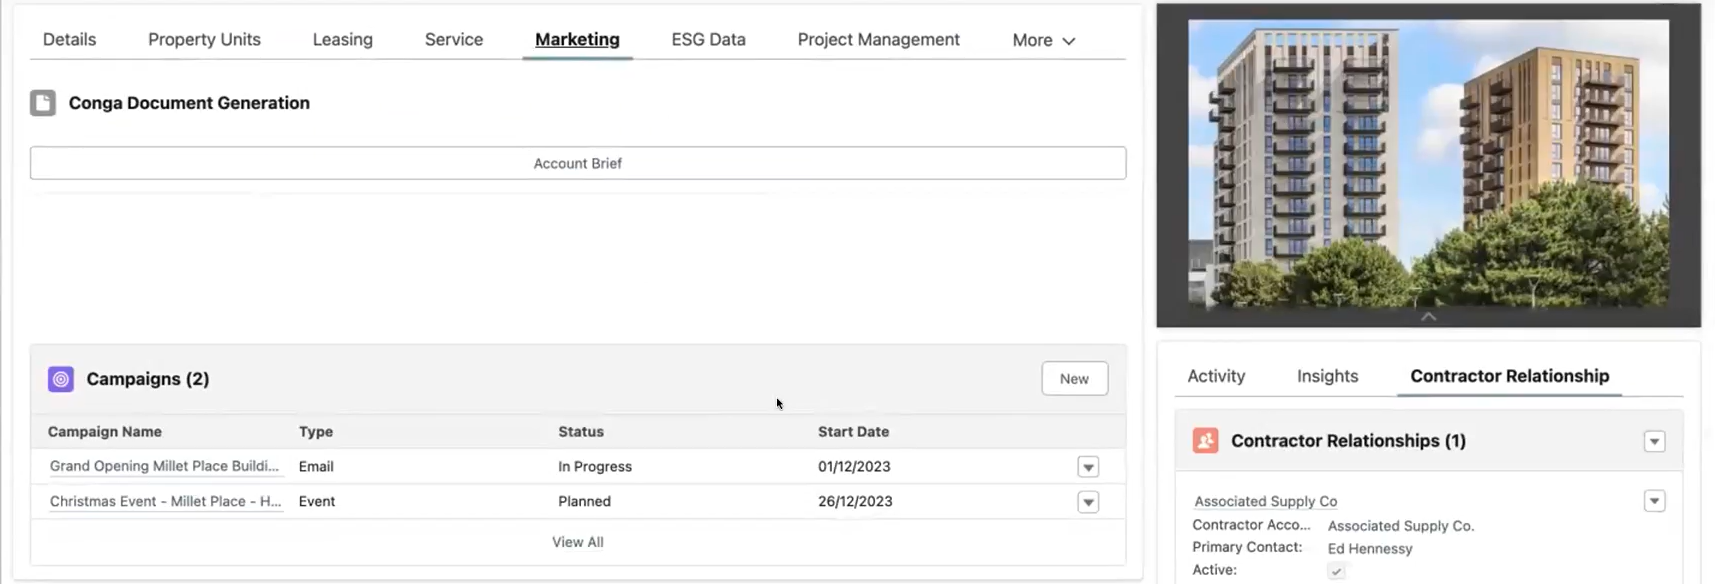 Details Property Units Leasing Service Marketing ESG Data Project Management More
Conga Document Generation
Account Brief
Campaigns (2) New
Campaign Name Type Status Start Date
Grand Opening Millet Place Buildi... Email In Progress 01/12/2023
Christmas Event - Millet Place - H... Event Planned 26/12/2023
View All
Activity Insights Contractor Relationship
Contractor Relationships (1)
Associated Supply Co
Contractor Acco... Associated Supply Co.
Primary Contact: Ed Hennessy
Active: